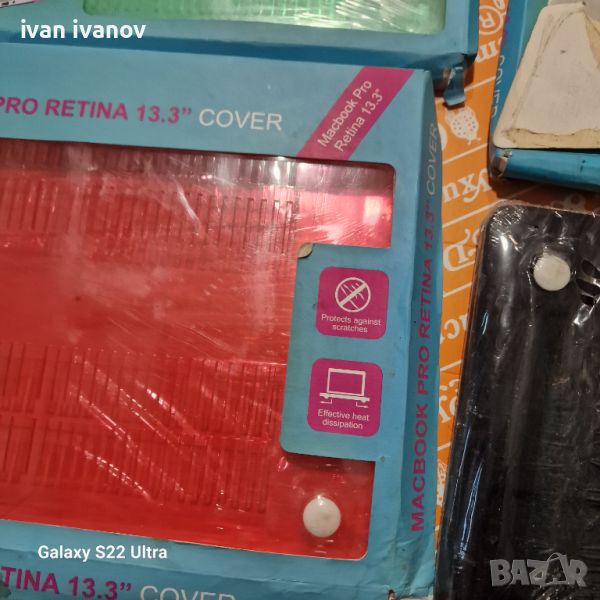 ivan ivanov
PRO RETINA 13.3" COVER
Macbook Pro
Retina 13.3"
Protects against
scratches
Effective heat
dissipation
MACBOOK PRO RETINA 13.3" COVER
Galaxy S22 Ultra
TINA 13.3" COVER
BAZAR